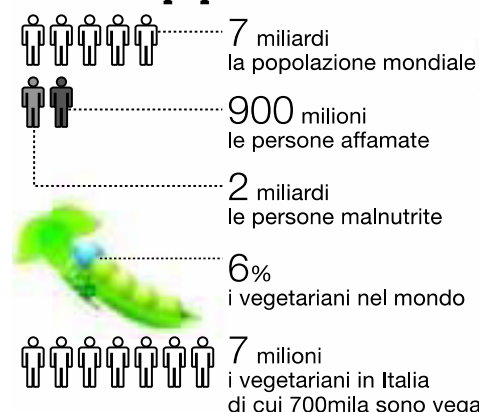 7 miliardi
la popolazione mondiale
900 milioni
le persone affamate
2 miliardi
le persone malnutrite
6%
i vegetariani nel mondo
7 milioni
i vegetariani in Italia
di cui 700mila sono